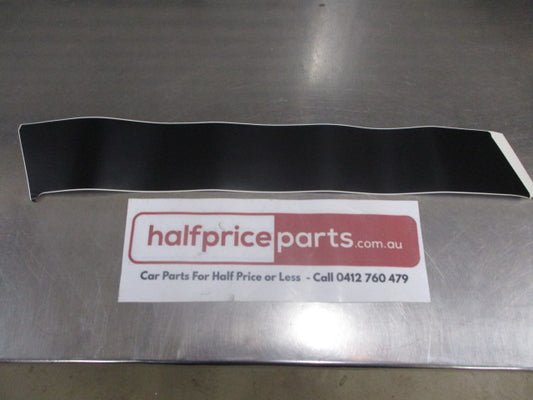 halfpriceparts.com.au
Car Parts For Half Price or Less - Call 0412 760 479